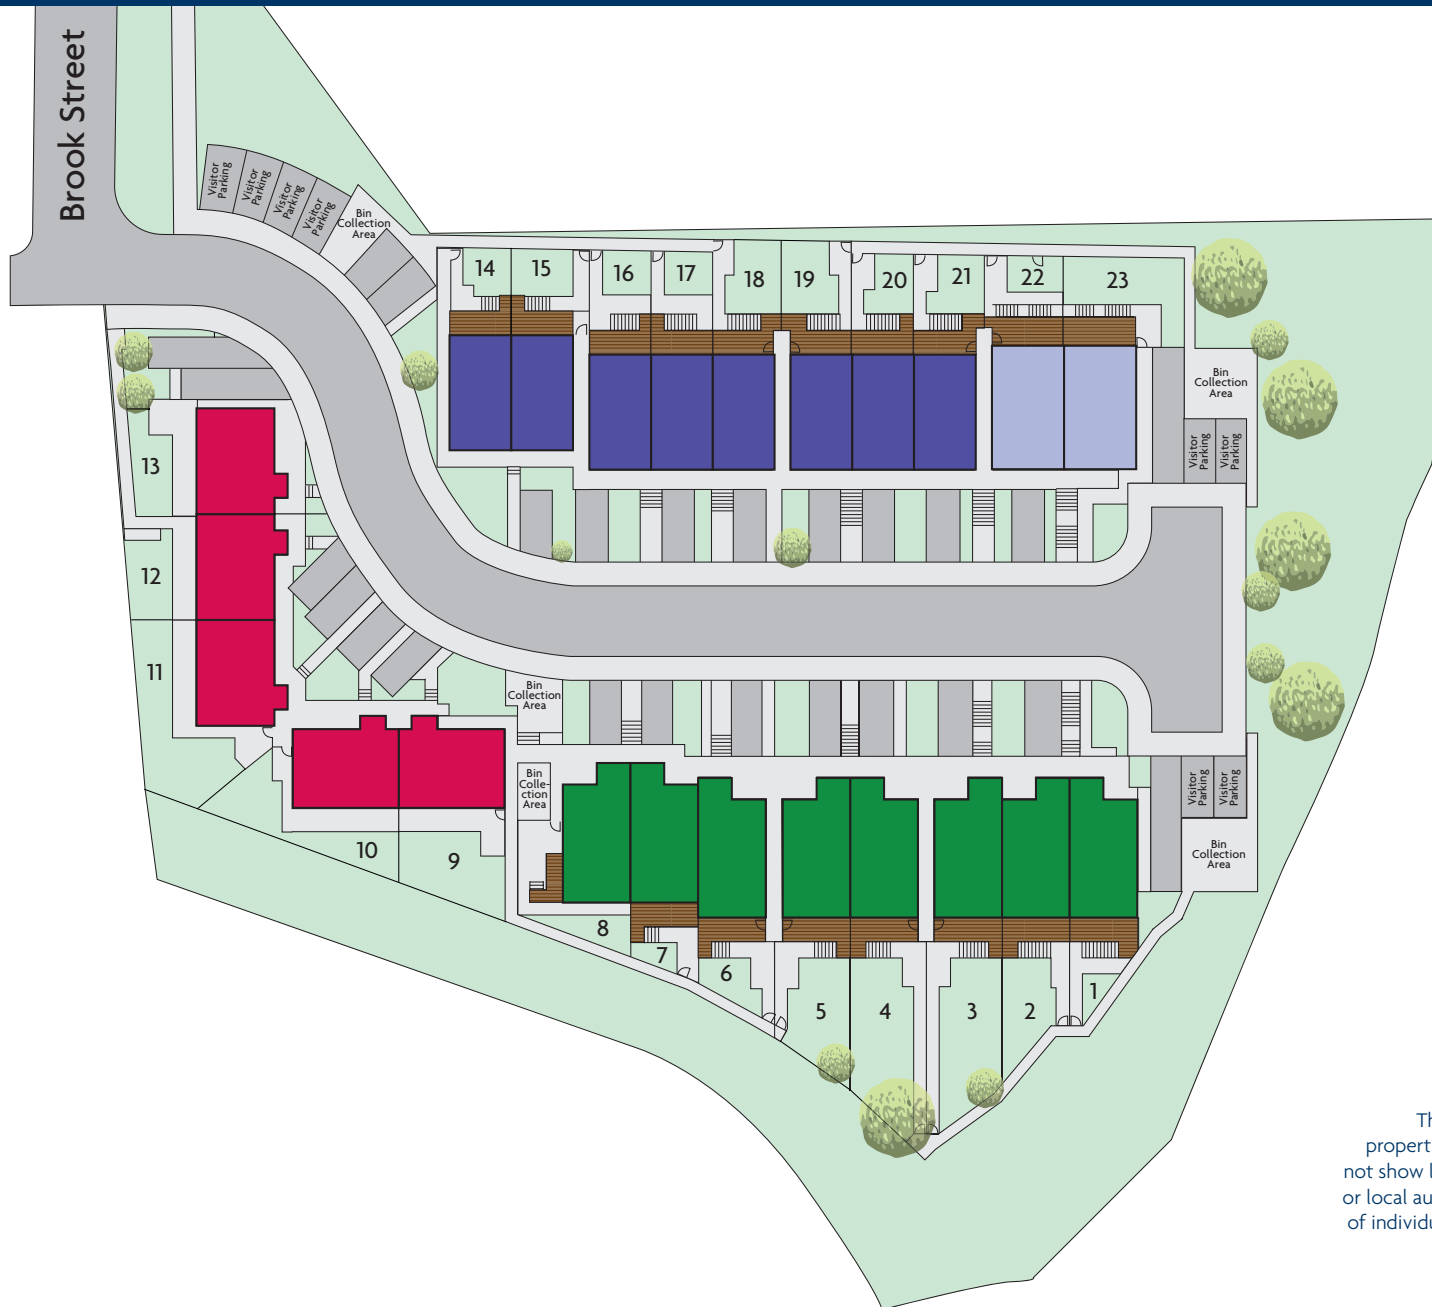 Brook Street
Visitor
Parking
Visitor
Parking
Visitor
Parking
Visitor
Parking
Bin
Collection
Area
14
15
16
17
18
19
20
21
22
23
Bin
Collection
Area
Visitor
Parking
Visitor
Parking
13
12
11
Bin
Collection
Area
Bin
Colle-
ction
Area
Visitor
Parking
Visitor
Parking
Bin
Collection
Area
10
9
8
7
6
5
4
3
2
1
propert
not show
or local au
of individu